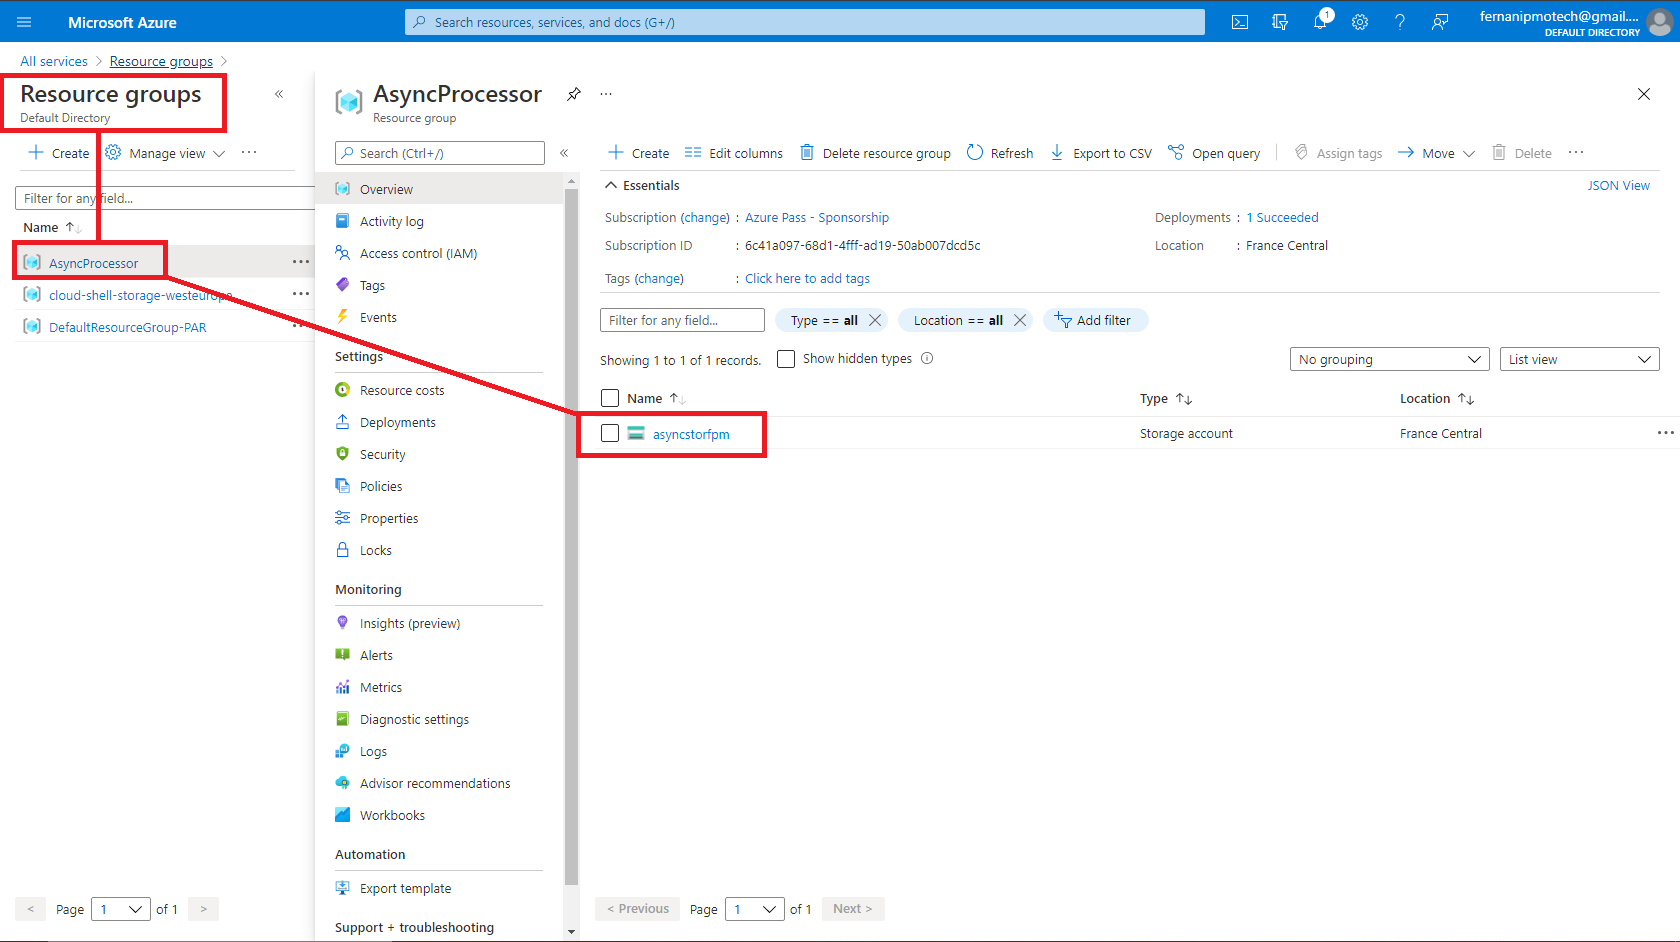 Microsoft Azure
Search resources, services, and docs (G+/)
1
fernanipmotech@gmail....
DEFAULT DIRECTORY
All services > Resource groups >
Resource groups
Default Directory
«
+ Create
Manage view
...
Filter for any field...
Name ↑↓
AsyncProcessor ...
cloud-shell-storage-westeurope ...
DefaultResourceGroup-PAR ...
< Page 1 of 1 >
AsyncProcessor ...
Resource group
Search (Ctrl+/) «
Overview
Activity log
Access control (IAM)
Tags
Events
Settings
Resource costs
Deployments
Security
Policies
Properties
Locks
Monitoring
Insights (preview)
Alerts
Metrics
Diagnostic settings
Logs
Advisor recommendations
Workbooks
Automation
Export template
Support + troubleshooting
+ Create Edit columns Delete resource group Refresh Export to CSV Open query Assign tags Move Delete ...
Essentials JSON View
Subscription (change) : Azure Pass - Sponsorship Deployments : 1 Succeeded
Subscription ID : 6c41a097-68d1-4fff-ad19-50ab007dcd5c Location : France Central
Tags (change) : Click here to add tags
Filter for any field... Type == all Location == all Add filter
Showing 1 to 1 of 1 records. Show hidden types No grouping List view
Name ↑↓ Type ↑↓ Location ↑↓
asyncstorfpm Storage account France Central ...
< Previous Page 1 of 1 Next >